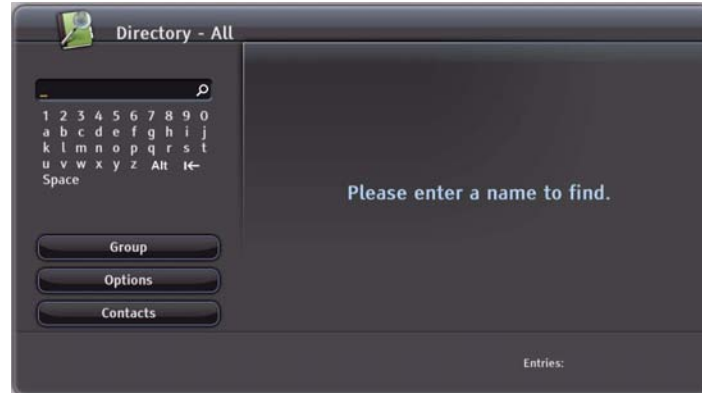 Directory - All
_
1 2 3 4 5 6 7 8 9 0
a b c d e f g h i j
k l m n o p q r s t
u v w x y z Alt I←
Space
Please enter a name to find.
Group
Options
Contacts
Entries: